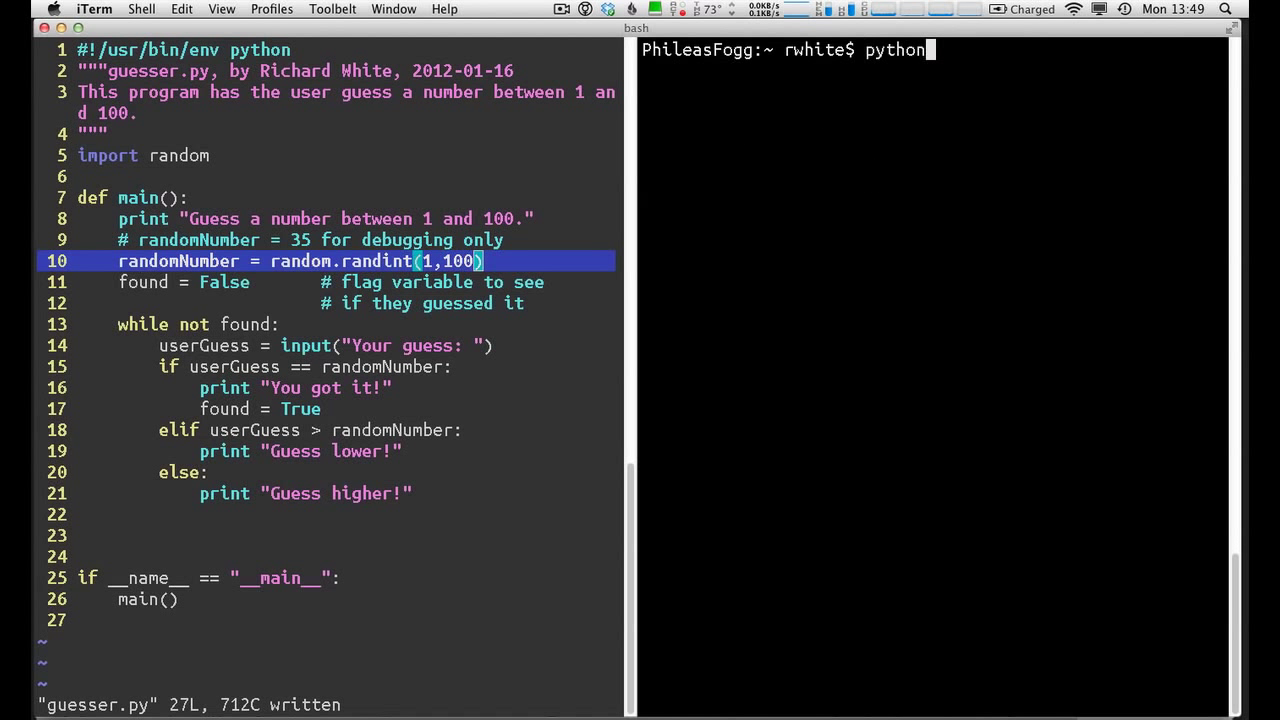 iTerm Shell Edit View Profiles Toolbelt Window Help 73° 0.0KB/s 0.1KB/s Charged Mon 13:49
bash
1 #!/usr/bin/env python
2 """guesser.py, by Richard White, 2012-01-16
3 This program has the user guess a number between 1 an
d 100.
4 """
5 import random
6
7 def main():
8 print "Guess a number between 1 and 100."
9 # randomNumber = 35 for debugging only
10 randomNumber = random.randint(1,100)
11 found = False # flag variable to see
12 # if they guessed it
13 while not found:
14 userGuess = input("Your guess: ")
15 if userGuess == randomNumber:
16 print "You got it!"
17 found = True
18 elif userGuess > randomNumber:
19 print "Guess lower!"
20 else:
21 print "Guess higher!"
22
23
24
25 if __name__ == "__main__":
26 main()
27
~
~
~
"guesser.py" 27L, 712C written
PhileasFogg:~ rwhite$ python